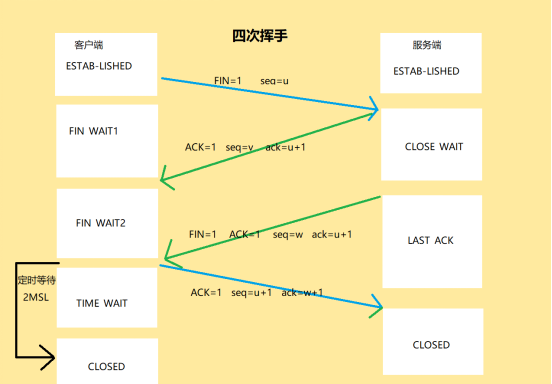 四次挥手
客户端
服务端
ESTAB-LISHED
ESTAB-LISHED
FIN=1 seq=u
FIN WAIT1
CLOSE WAIT
ACK=1 seq=v ack=u+1
FIN WAIT2
FIN=1 ACK=1 seq=w ack=u+1
LAST ACK
定时等待
2MSL
TIME WAIT
ACK=1 seq=u+1 ack=w+1
CLOSED
CLOSED